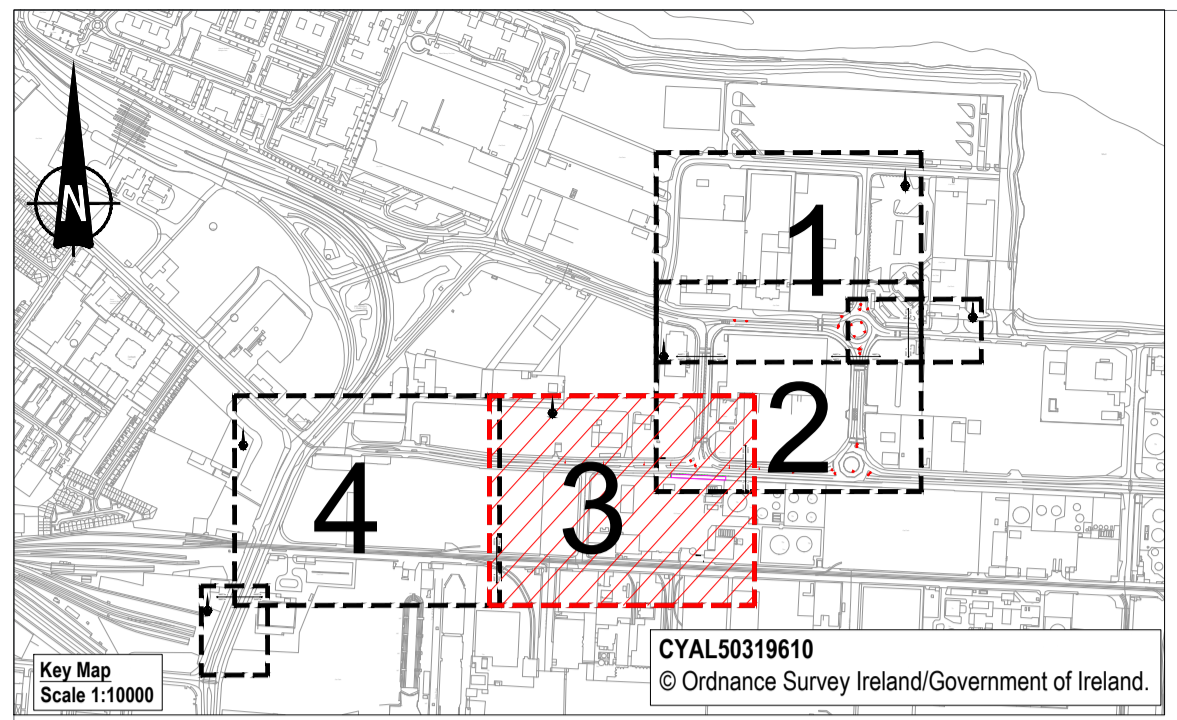 N
1
2
3
4
Key Map
Scale 1:10000
CYAL50319610
© Ordnance Survey Ireland/Government of Ireland.